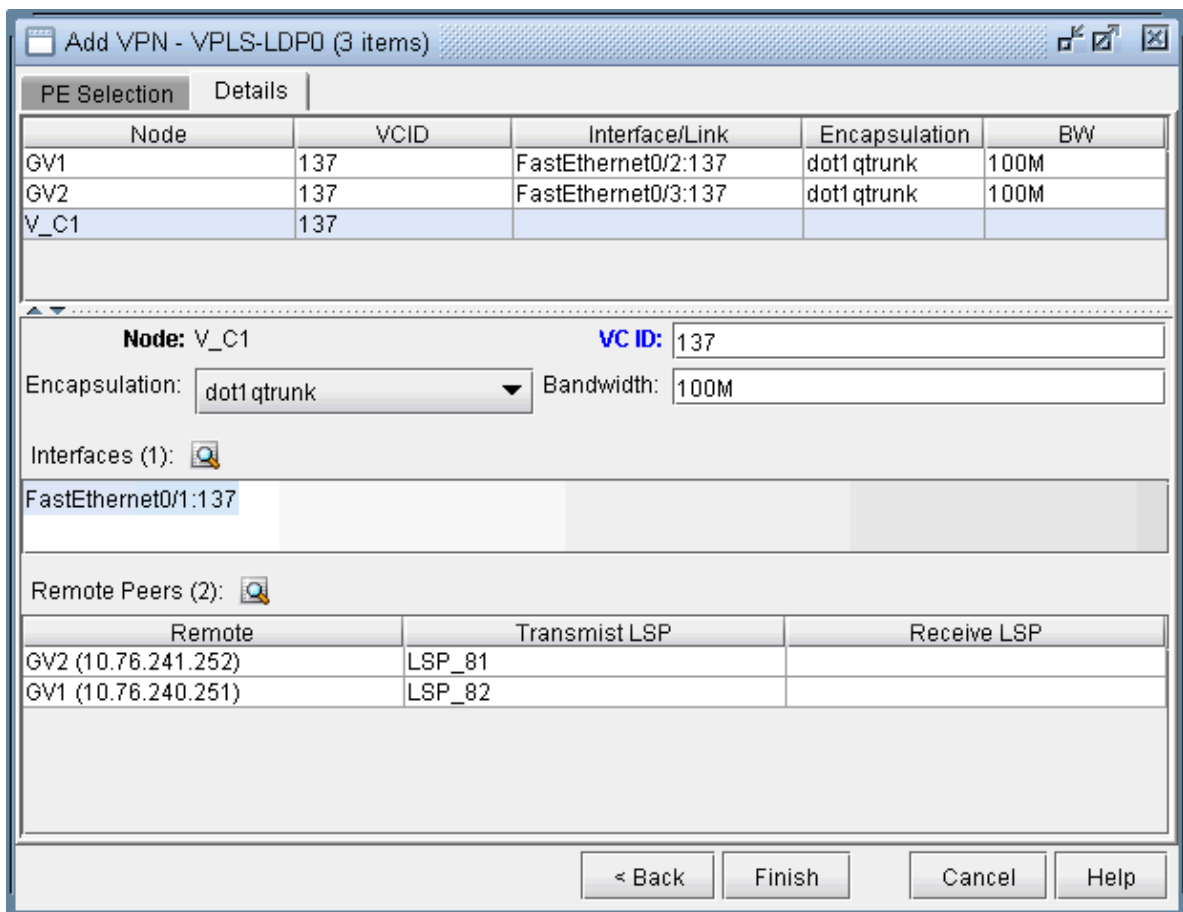 Add VPN - VPLS-LDP0 (3 items)
PE Selection Details
Node VCID Interface/Link Encapsulation BW
GV1 137 FastEthernet0/2:137 dot1qtrunk 100M
GV2 137 FastEthernet0/3:137 dot1qtrunk 100M
V_C1 137
Node: V_C1 VC ID: 137
Encapsulation: dot1qtrunk Bandwidth: 100M
Interfaces (1):
FastEthernet0/1:137
Remote Peers (2):
Remote Transmist LSP Receive LSP
GV2 (10.76.241.252) LSP_81
GV1 (10.76.240.251) LSP_82
< Back Finish Cancel Help